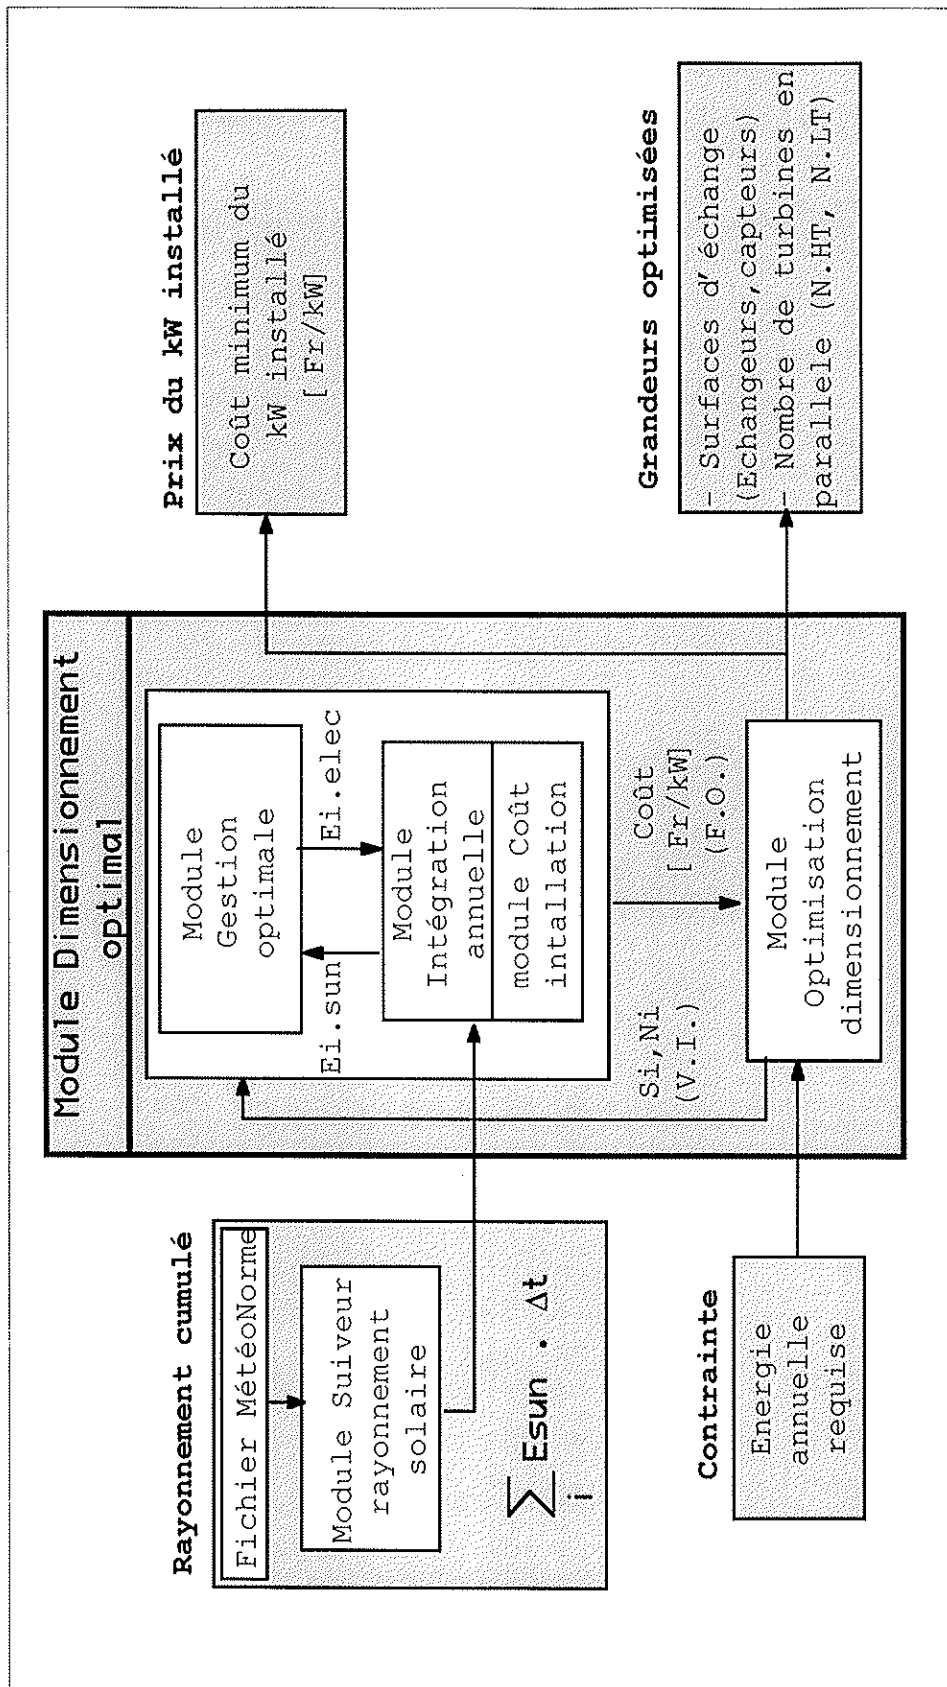 Rayonnement cumulé
Fichier MétéoNorme
Module Suiveur
rayonnement
solaire
∑ Esun . Δt
i
Contrainte
Energie
annuelle
requise
Module Dimensionnement
optimal
Module
Gestion
optimale
Ei.sun
Ei.elec
Module
Intégration
annuelle
module Coût
intallation
Si,Ni
(V.I.)
Coût
[ Fr/kW]
(F.O.)
Module
Optimisation
dimensionnement
Prix du kW installé
Coût minimum du
kW installé
[ Fr/kW]
Grandeurs optimisées
- Surfaces d'échange
(Echangeurs,capteurs)
- Nombre de turbines en
parallele (N.HT, N.LT)